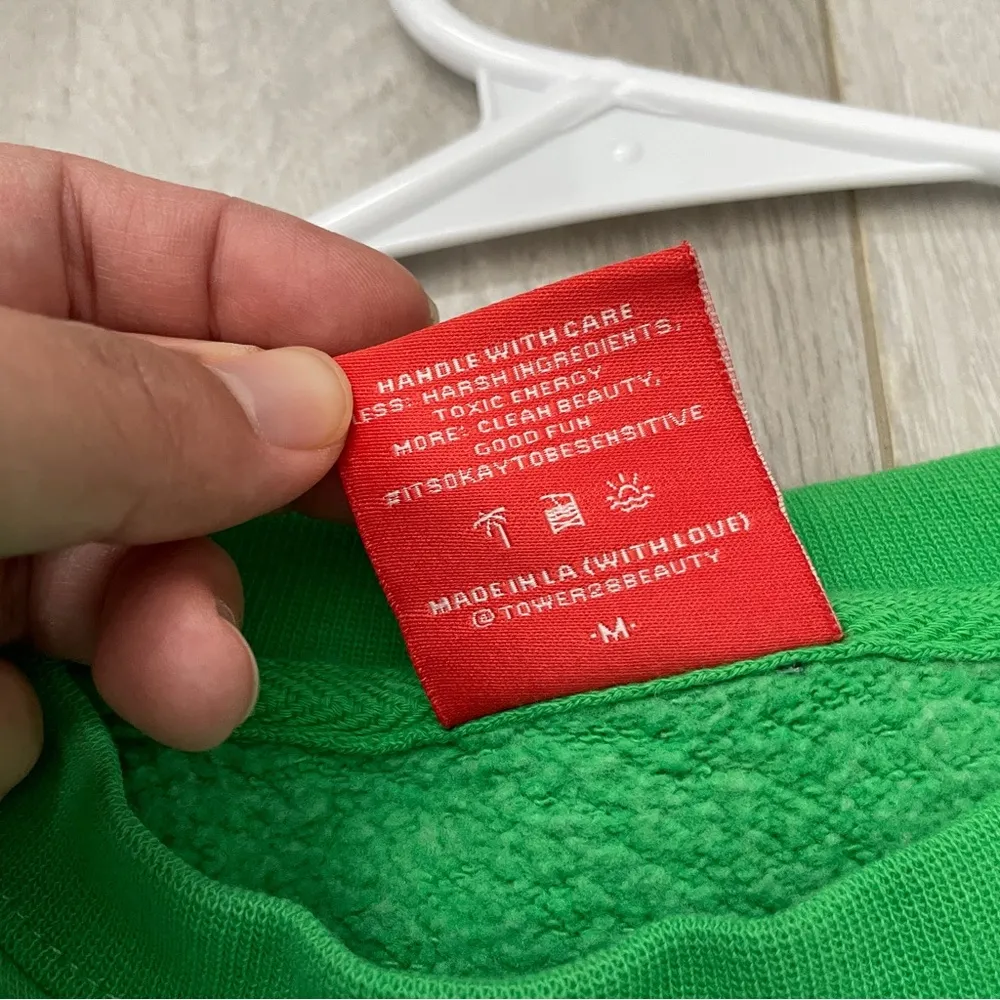 HANDLE WITH CARE
LESS: HARSH INGREDIENTS,
TOXIC ENERGY
MORE: CLEAN BEAUTY,
GOOD FUN
#ITSOKAYTOBESENSITIVE
MADE IN LA (WITH LOVE)
@TOWER28BEAUTY
·M·